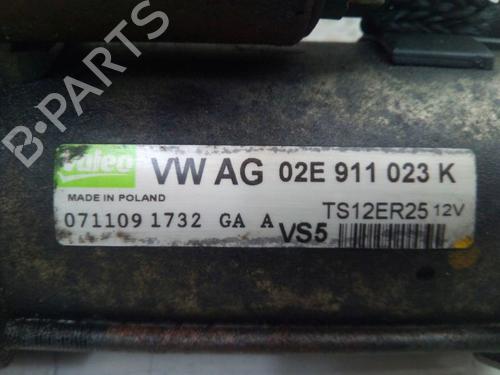 B-PARTS
Valeo VW AG 02E 911 023 K
MADE IN POLAND TS12ER25 12V
071109 1732 GA A VS5